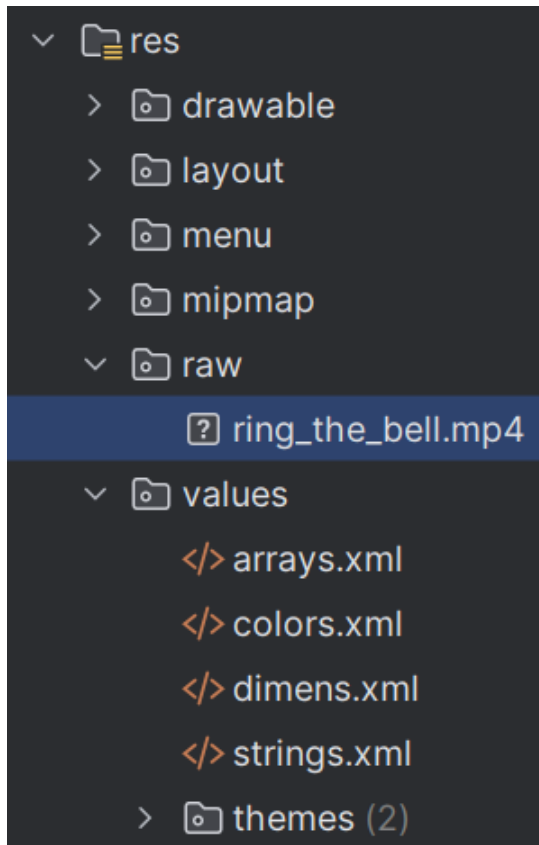 res
drawable
layout
menu
mipmap
raw
ring_the_bell.mp4
values
arrays.xml
colors.xml
dimens.xml
strings.xml
themes (2)